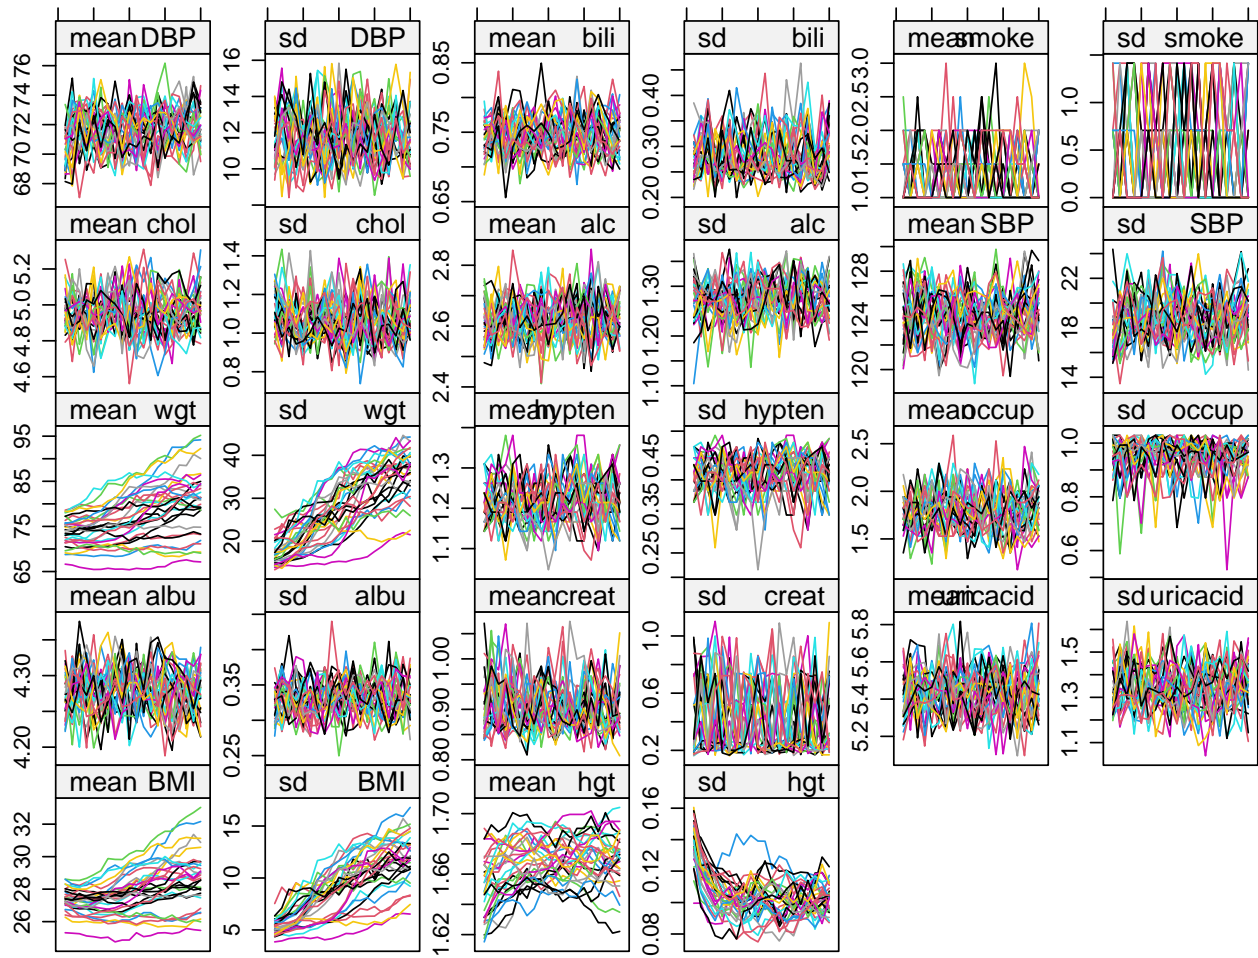 mean DBP
68 70 72 74 76
sd DBP
10 12 14 16
mean bili
0.65 0.75 0.85
sd bili
0.20 0.30 0.40
mean smoke
1.0 1.5 2.0 2.5 3.0
sd smoke
0.0 0.5 1.0
mean chol
4.6 4.8 5.0 5.2
sd chol
0.8 1.0 1.2 1.4
mean alc
2.4 2.6 2.8
sd alc
1.10 1.20 1.30
mean SBP
120 124 128
sd SBP
14 18 22
mean wgt
65 75 85 95
sd wgt
20 30 40
mean hypten
1.1 1.2 1.3
sd hypten
0.25 0.35 0.45
mean occup
1.5 2.0 2.5
sd occup
0.6 0.8 1.0
mean albu
4.20 4.30
sd albu
0.25 0.35
mean creat
0.80 0.90 1.00
sd creat
0.2 0.6 1.0
mean uricacid
5.2 5.4 5.6 5.8
sd uricacid
1.1 1.3 1.5
mean BMI
26 28 30 32
sd BMI
5 10 15
mean hgt
1.62 1.66 1.70
sd hgt
0.08 0.12 0.16